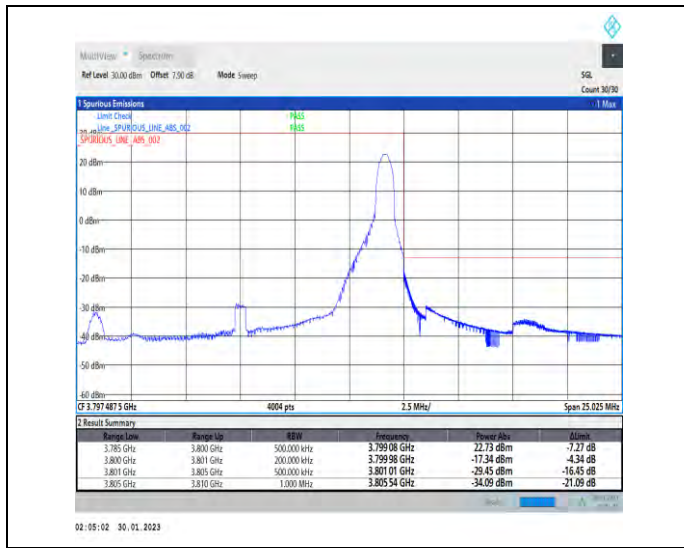 MultiView Spectrum
Ref Level 30.00 dBm Offset 7.90 dB Mode Sweep SGL
Count 30/30
1 Spurious Emissions 1 Max
Limit Check PASS
Line _SPURIOUS_LINE_ABS_002 PASS
_SPURIOUS_LINE_ABS_002
20 dBm
10 dBm
0 dBm
-10 dBm
-20 dBm
-30 dBm
-40 dBm
-50 dBm
-60 dBm
CF 3.797 487 5 GHz 4004 pts 2.5 MHz/ Span 25.025 MHz
2 Result Summary
Range Low Range Up RBW Frequency Power Abs ΔLimit
3.785 GHz 3.800 GHz 500.000 kHz 3.799 08 GHz 22.73 dBm -7.27 dB
3.800 GHz 3.801 GHz 200.000 kHz 3.799 98 GHz -17.34 dBm -4.34 dB
3.801 GHz 3.805 GHz 500.000 kHz 3.801 01 GHz -29.45 dBm -16.45 dB
3.805 GHz 3.810 GHz 1.000 MHz 3.805 54 GHz -34.09 dBm -21.09 dB
02:05:02 30.01.2023